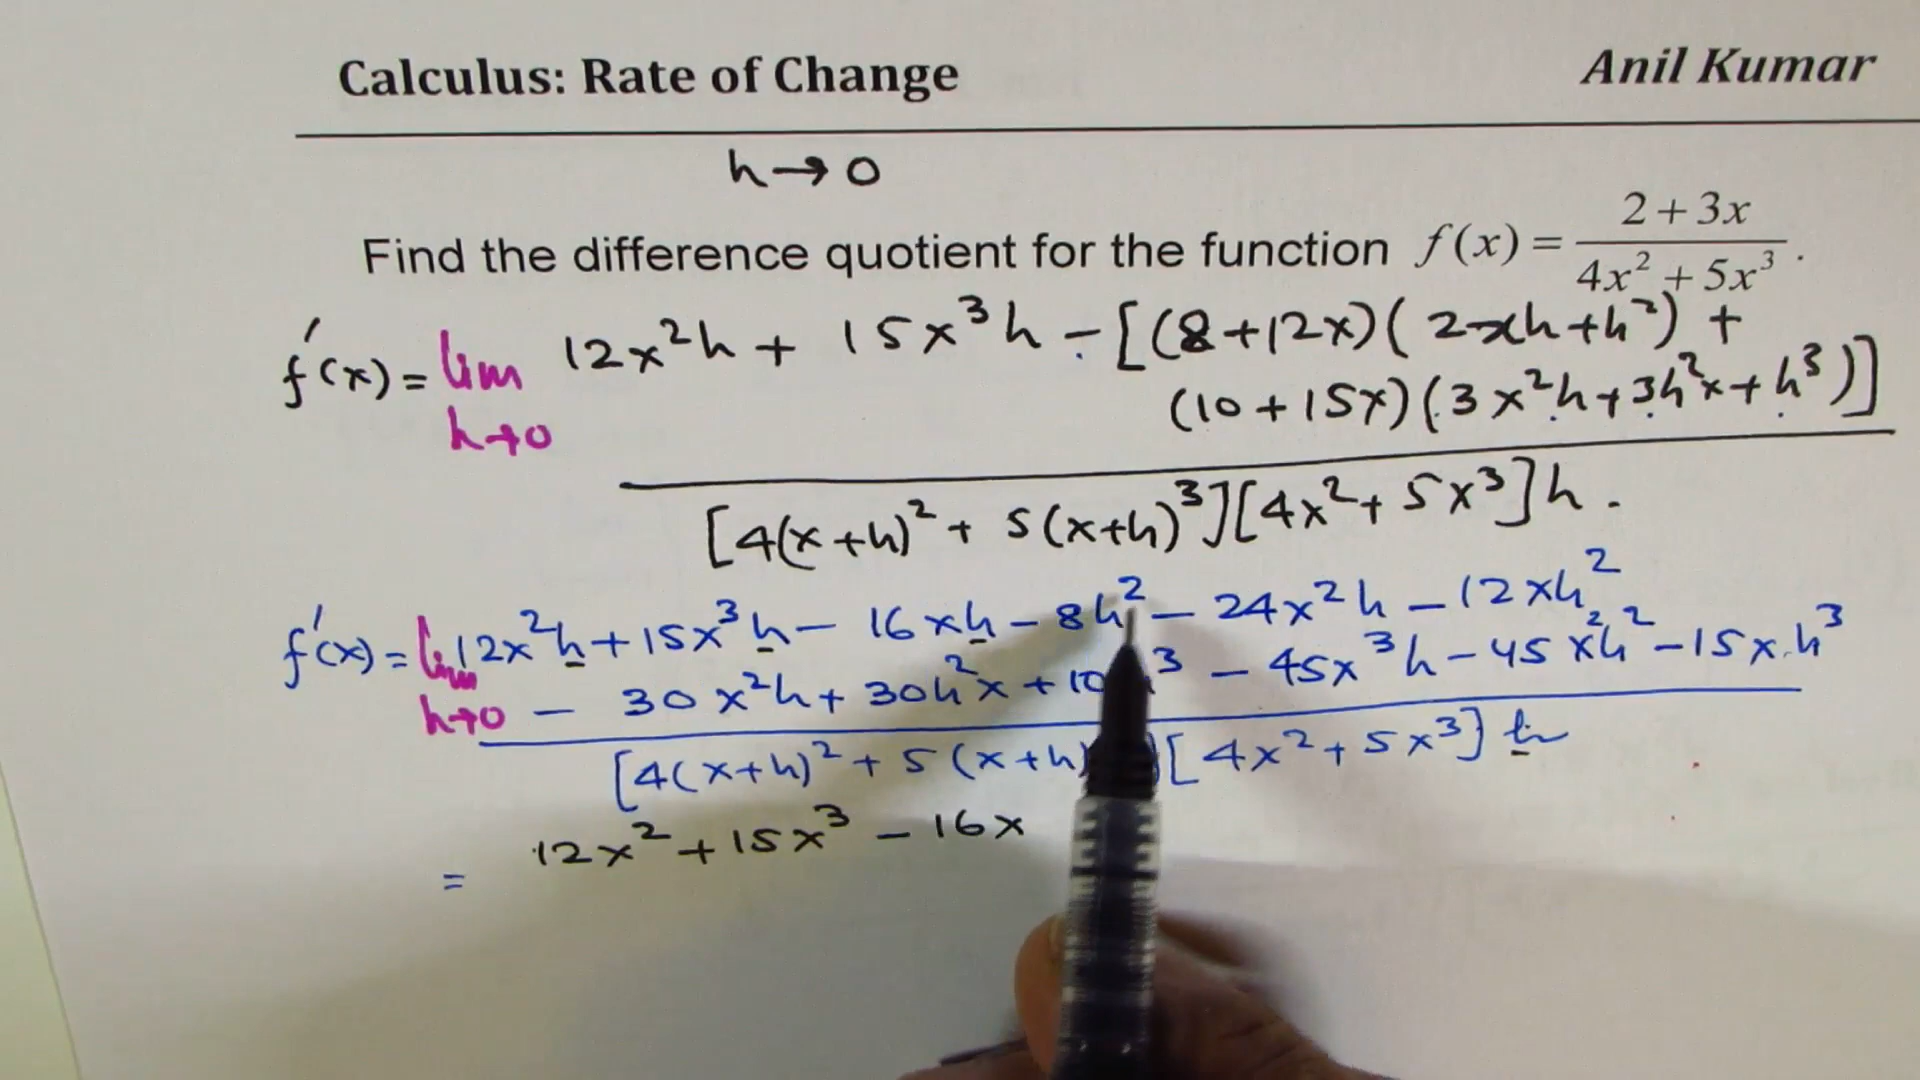 Calculus: Rate of Change
Anil Kumar
h → 0
Find the difference quotient for the function f(x) = (2 + 3x)/(4x² + 5x³).
f'(x) = lim h→0 12x²h + 15x³h - [(8+12x)(2xh+h²) +
(10+15x)(3x²h+3h²x+h³)]
[4(x+h)² + 5(x+h)³][4x²+5x³]h.
f'(x) = lim h→0 12x²h + 15x³h - 16xh - 8h² - 24x²h - 12xh²
- 30x²h + 30h²x + 10 ³ - 45x³h - 45x²h² - 15x.h³
[4(x+h)² + 5(x+h) [4x²+5x³]h
= 12x² + 15x³ - 16x